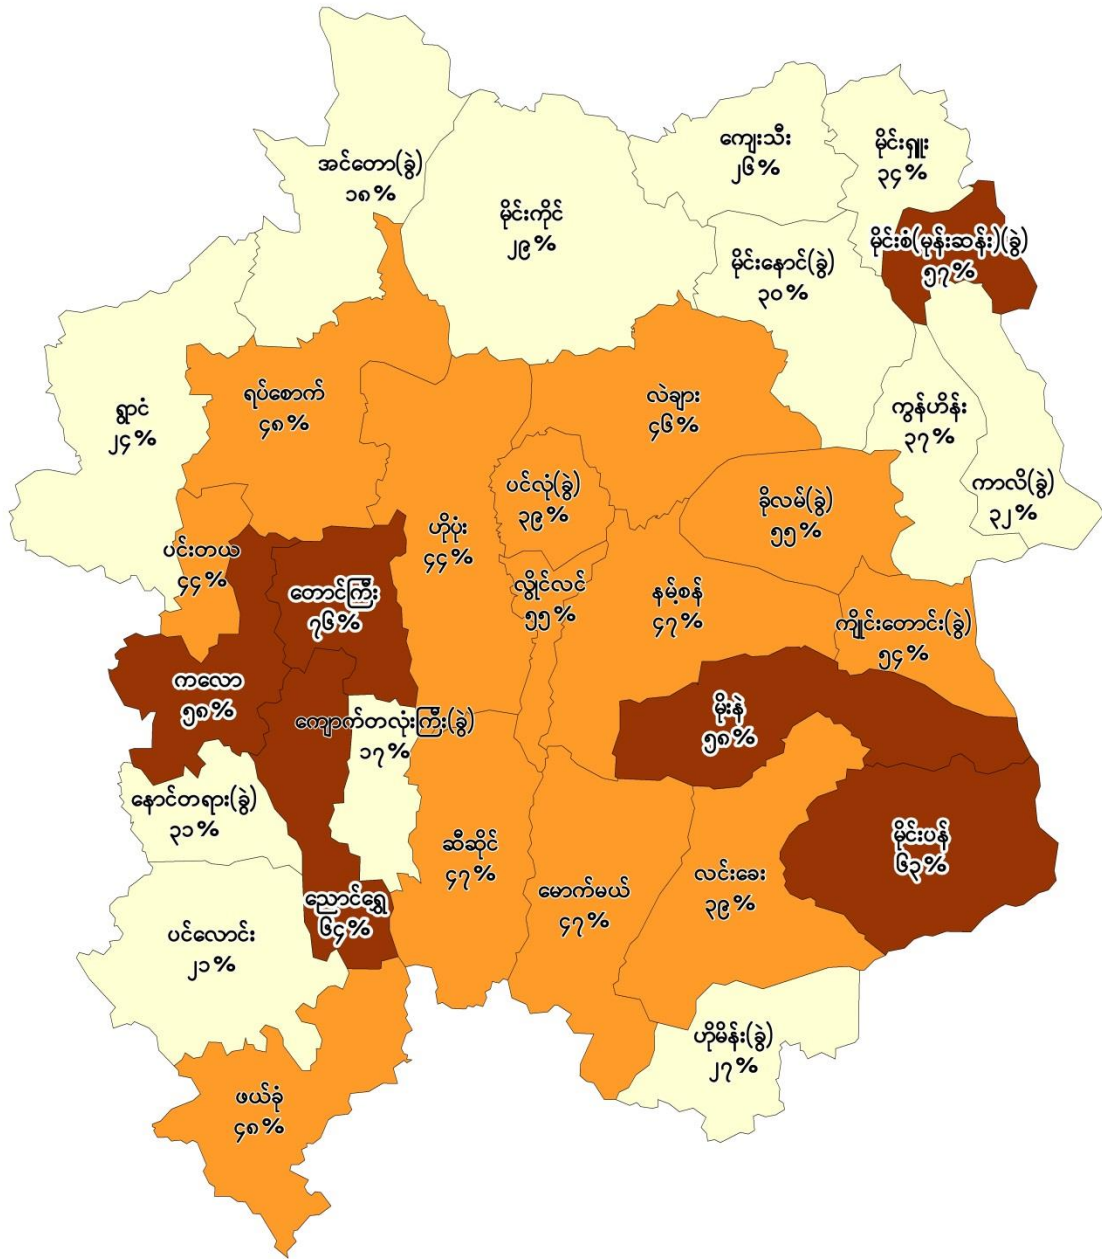 ကျေးသီး
၂၆%
မိုင်းရှူး
၃၄%
အင်တော(ခွဲ)
၁၈%
မိုင်းကိုင်
၂၉%
မိုင်းစံ(မုန်းဆန်း)(ခွဲ)
၅၇%
မိုင်းနောင်(ခွဲ)
၃၀%
ရွာငံ
၂၄%
ရပ်စောက်
၄၈%
လဲချား
၄၆%
ကွန်ဟိန်း
၃၇%
ပင်လုံ(ခွဲ)
၃၉%
ခိုလမ်(ခွဲ)
၅၅%
ကာလိ(ခွဲ)
၃၂%
ပင်းတယ
၄၄%
ဟိုပုံး
၄၄%
တောင်ကြီး
၇၆%
လွိုင်လင်
၅၅%
နမ့်စန်
၄၇%
ကျိုင်းတောင်း(ခွဲ)
၅၄%
ကလော
၅၈%
ကျောက်တလုံးကြီး(ခွဲ)
၁၇%
မိုးနဲ
၅၈%
နောင်တရား(ခွဲ)
၃၁%
ဆီဆိုင်
၄၇%
မိုင်းပန်
၆၃%
ညောင်ရွှေ
၆၄%
မောက်မယ်
၄၇%
လင်းခေး
၃၉%
ပင်လောင်း
၂၁%
ဟိုမိန်း(ခွဲ)
၂၇%
ဖယ်ခုံ
၄၈%